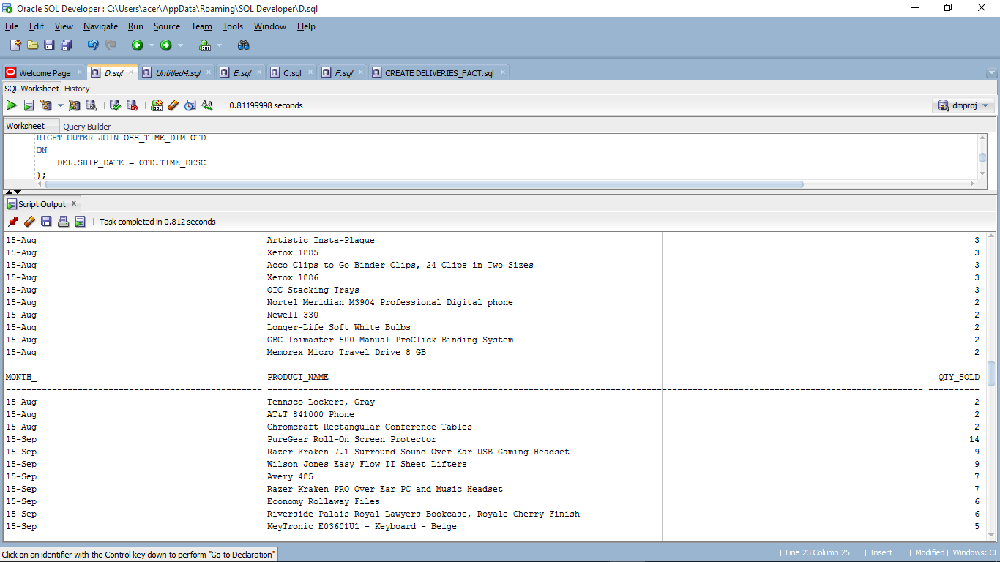 Oracle SQL Developer : C:\Users\acer\AppData\Roaming\SQL Developer\D.sql
File Edit View Navigate Run Source Team Tools Window Help
Welcome Page D.sql Untitled4.sql E.sql C.sql F.sql CREATE DELIVERIES_FACT.sql
SQL Worksheet History
0.81199998 seconds dmproj
Worksheet Query Builder
RIGHT OUTER JOIN OSS_TIME_DIM OTD
ON
DEL.SHIP_DATE = OTD.TIME_DESC
);
Script Output x
Task completed in 0.812 seconds
15-Aug Artistic Insta-Plaque 3
15-Aug Xerox 1885 3
15-Aug Acco Clips to Go Binder Clips, 24 Clips in Two Sizes 3
15-Aug Xerox 1886 3
15-Aug OIC Stacking Trays 3
15-Aug Nortel Meridian M3904 Professional Digital phone 2
15-Aug Newell 330 2
15-Aug Longer-Life Soft White Bulbs 2
15-Aug GBC Ibimaster 500 Manual ProClick Binding System 2
15-Aug Memorex Micro Travel Drive 8 GB 2
MONTH_ PRODUCT_NAME QTY_SOLD
15-Aug Tennsco Lockers, Gray 2
15-Aug AT&T 841000 Phone 2
15-Aug Chromcraft Rectangular Conference Tables 2
15-Sep PureGear Roll-On Screen Protector 14
15-Sep Razer Kraken 7.1 Surround Sound Over Ear USB Gaming Headset 9
15-Sep Wilson Jones Easy Flow II Sheet Lifters 9
15-Sep Avery 485 7
15-Sep Razer Kraken PRO Over Ear PC and Music Headset 7
15-Sep Economy Rollaway Files 6
15-Sep Riverside Palais Royal Lawyers Bookcase, Royale Cherry Finish 6
15-Sep KeyTronic E03601U1 - Keyboard - Beige 5
Click on an identifier with the Control key down to perform "Go to Declaration" | Line 23 Column 25 | Insert | Modified | Windows: